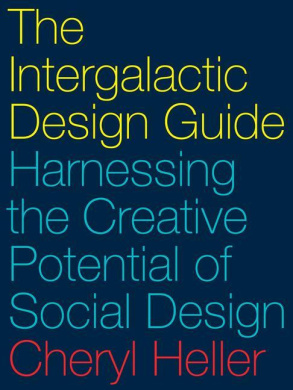 The
Intergalactic
Design Guide
Harnessing
the Creative
Potential of
Social Design
Cheryl Heller